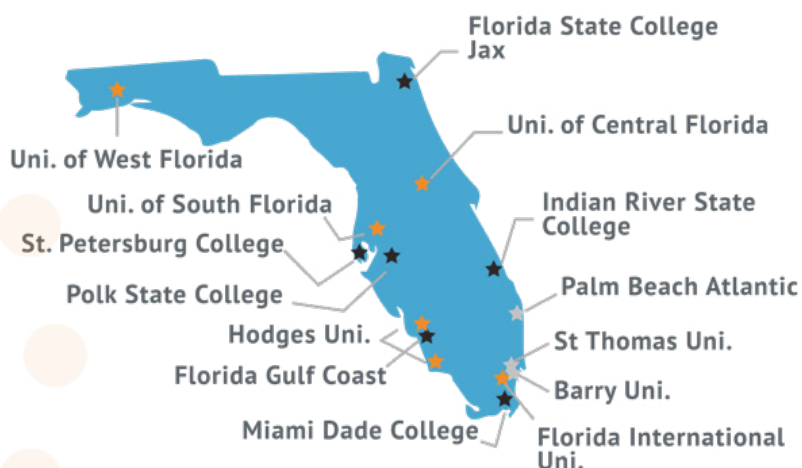 Florida State College
Jax
Uni. of Central Florida
Uni. of West Florida
Uni. of South Florida
Indian River State
College
St. Petersburg College
Polk State College
Palm Beach Atlantic
Hodges Uni.
St Thomas Uni.
Florida Gulf Coast
Barry Uni.
Miami Dade College
Florida International
Uni.